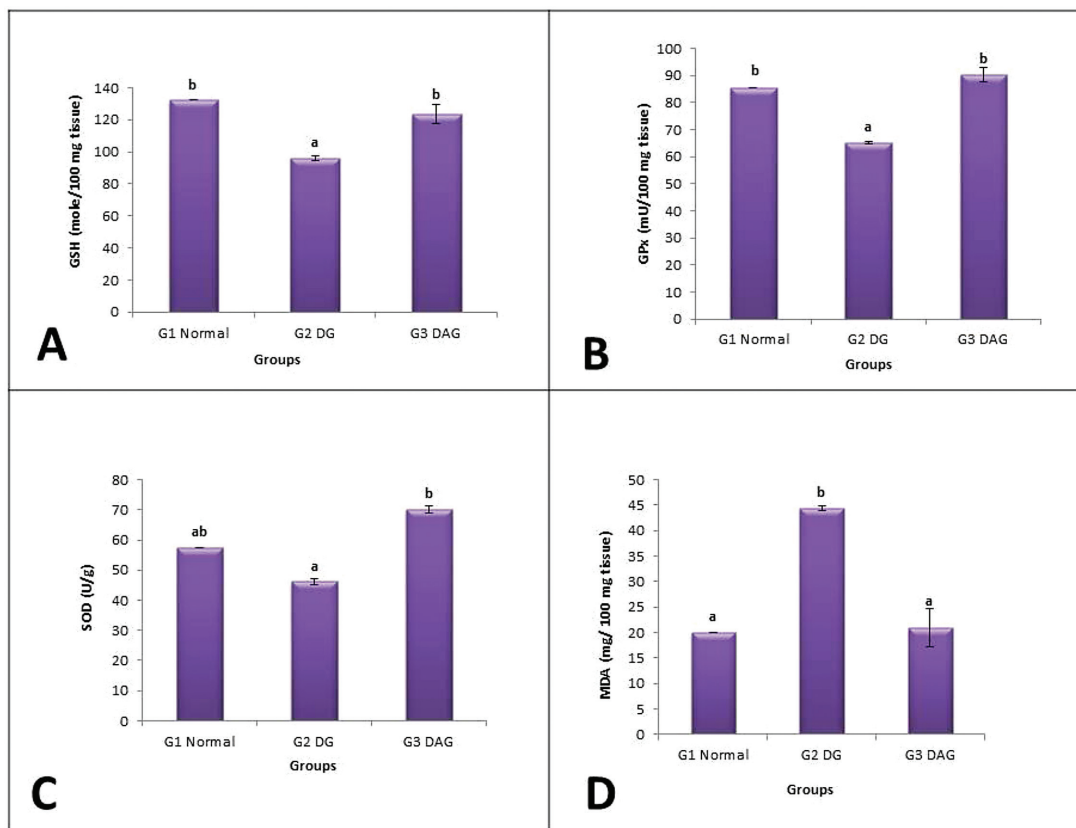 GSH (mole/100 mg tissue)
140
120
100
80
60
40
20
0
b
a
b
G1 Normal
G2 DG
G3 DAG
Groups
A
GPx (mU/100 mg tissue)
100
90
80
70
60
50
40
30
20
10
0
b
a
b
G1 Normal
G2 DG
G3 DAG
Groups
B
SOD (U/g)
80
70
60
50
40
30
20
10
0
ab
a
b
G1 Normal
G2 DG
G3 DAG
Groups
C
MDA (mg/ 100 mg tissue)
50
45
40
35
30
25
20
15
10
5
0
a
b
a
G1 Normal
G2 DG
G3 DAG
Groups
D